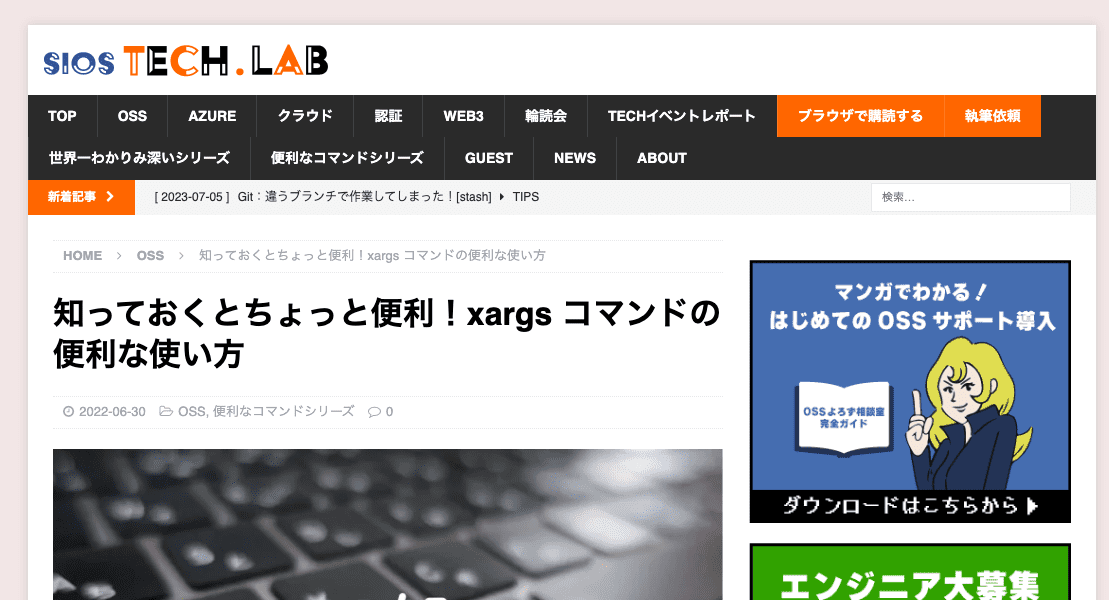 SIOS TECH.LAB
TOP OSS AZURE クラウド 認証 WEB3 輪読会 TECHイベントレポート ブラウザで購読する 執筆依頼
世界一わかりみ深いシリーズ 便利なコマンドシリーズ GUEST NEWS ABOUT
新着記事 [ 2023-07-05 ] Git：違うブランチで作業してしまった！[stash] TIPS 検索…
HOME OSS 知っておくとちょっと便利！xargs コマンドの便利な使い方
知っておくとちょっと便利！xargs コマンドの
便利な使い方
2022-06-30 OSS, 便利なコマンドシリーズ 0
マンガでわかる！
はじめての OSS サポート導入
OSSよろず相談室
完全ガイド
ダウンロードはこちらから
エンジニア大募集